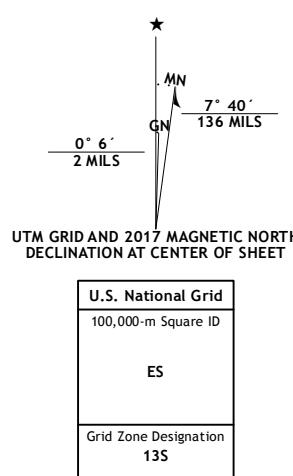 ★
MN
GN
7° 40´
136 MILS
0° 6´
2 MILS
UTM GRID AND 2017 MAGNETIC NORTH
DECLINATION AT CENTER OF SHEET
U.S. National Grid
100,000-m Square ID
ES
Grid Zone Designation
13S